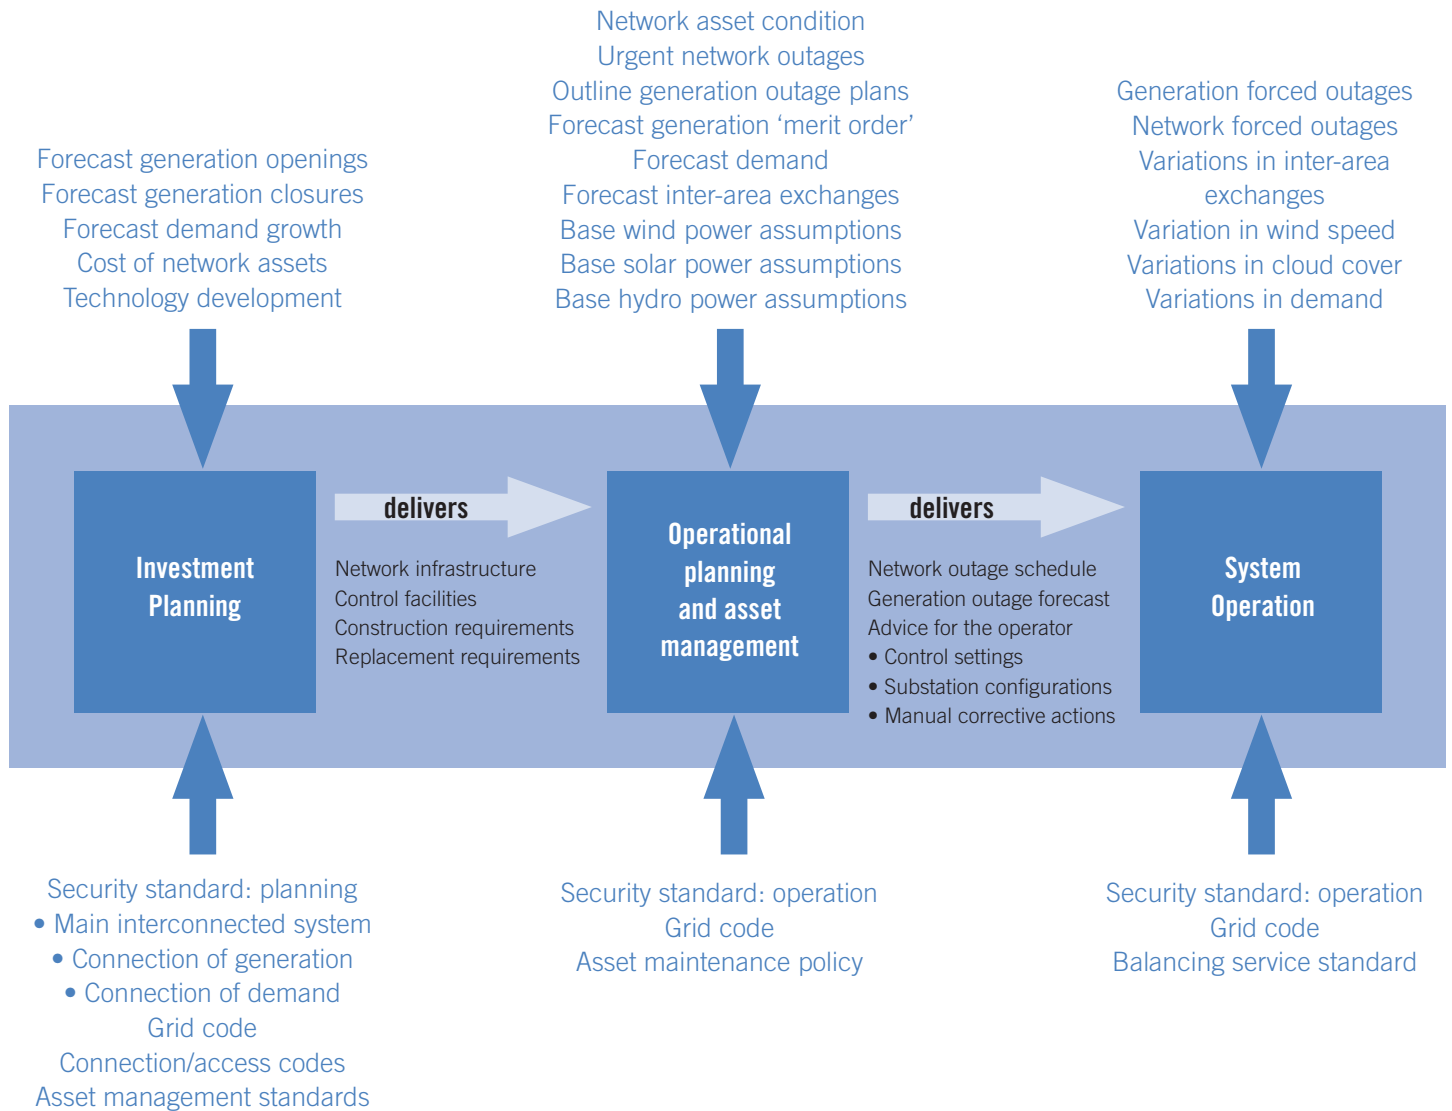 Network asset condition
Urgent network outages
Outline generation outage plans
Forecast generation ‘merit order’
Forecast demand
Forecast inter-area exchanges
Base wind power assumptions
Base solar power assumptions
Base hydro power assumptions
Generation forced outages
Network forced outages
Variations in inter-area
exchanges
Variation in wind speed
Variations in cloud cover
Variations in demand
Forecast generation openings
Forecast generation closures
Forecast demand growth
Cost of network assets
Technology development
Investment
Planning
delivers
Network infrastructure
Control facilities
Construction requirements
Replacement requirements
Operational
planning
and asset
management
delivers
Network outage schedule
Generation outage forecast
Advice for the operator
• Control settings
• Substation configurations
• Manual corrective actions
System
Operation
Security standard: planning
• Main interconnected system
• Connection of generation
• Connection of demand
Grid code
Connection/access codes
Asset management standards
Security standard: operation
Grid code
Asset maintenance policy
Security standard: operation
Grid code
Balancing service standard